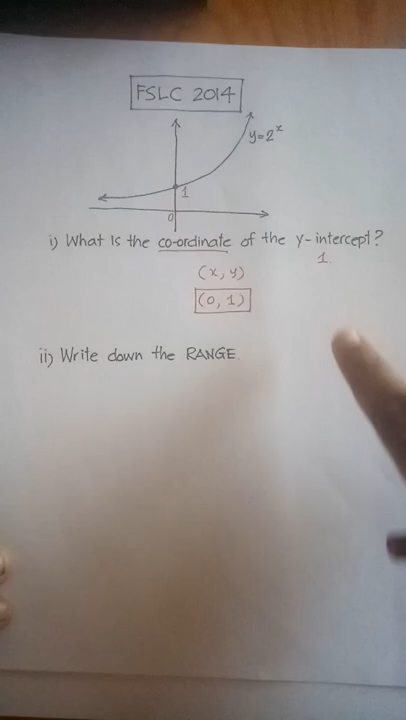 FSLC 2014
y=2ˣ
1
0
i) What is the co-ordinate of the y-intercept?
1
(x, y)
(0, 1)
ii) Write down the RANGE.